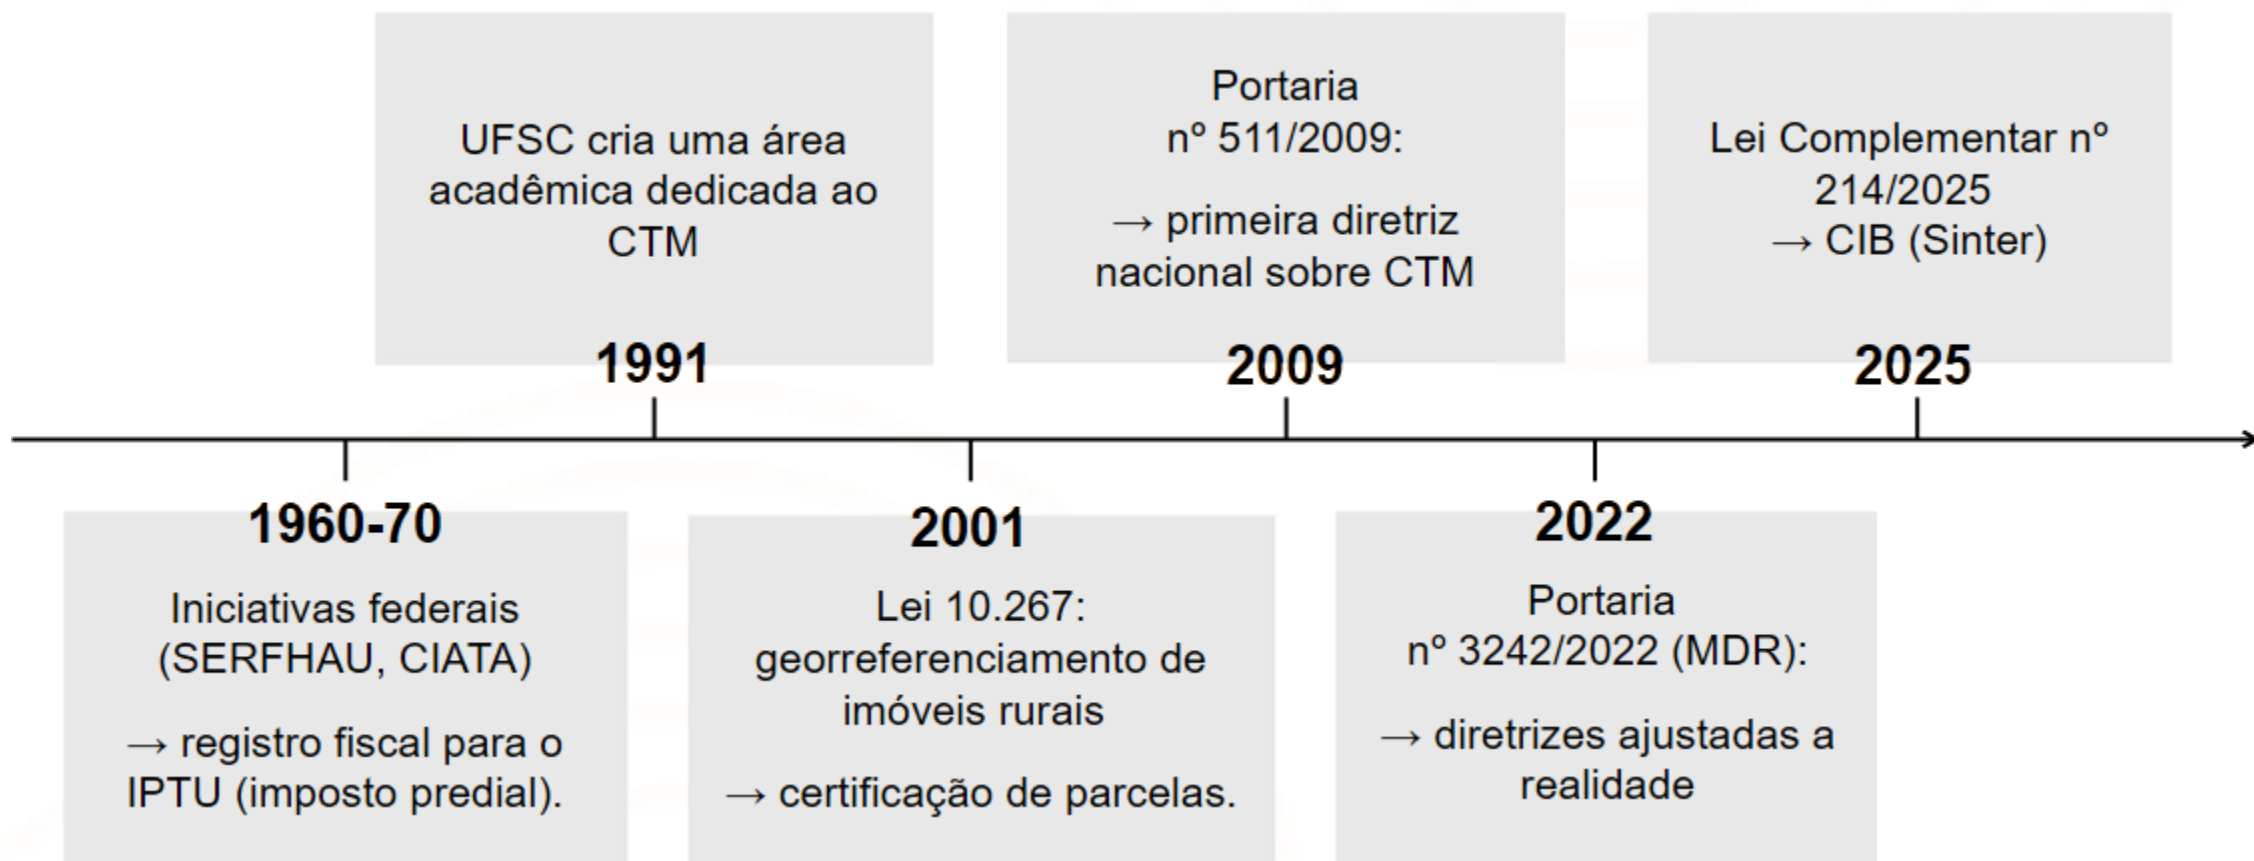 UFSC cria uma área
acadêmica dedicada ao
CTM
1991
Portaria
nº 511/2009:
→ primeira diretriz
nacional sobre CTM
2009
Lei Complementar nº
214/2025
→ CIB (Sinter)
2025
1960-70
Iniciativas federais
(SERFHAU, CIATA)
→ registro fiscal para o
IPTU (imposto predial).
2001
Lei 10.267:
georreferenciamento de
imóveis rurais
→ certificação de parcelas.
2022
Portaria
nº 3242/2022 (MDR):
→ diretrizes ajustadas a
realidade